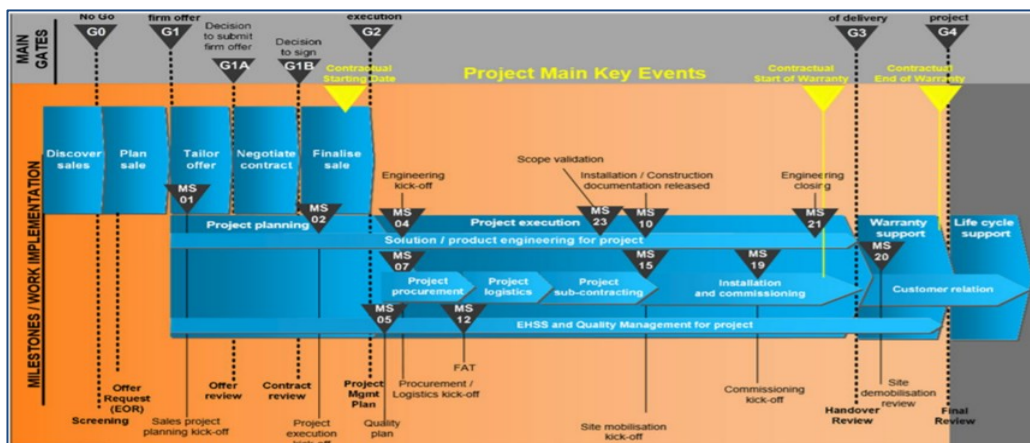 MAIN
GATES
No Go
G0
firm offer
G1
Decision
to submit
firm offer
G1A
Decision
to sign
G1B
execution
G2
Contractual
Starting Date
Project Main Key Events
Contractual
Start of Warranty
of delivery
G3
Contractual
End of Warranty
project
G4
MILESTONES / WORK IMPLEMENTATION
Discover
sales
Plan
sale
Tailor
offer
Negotiate
contract
Finalise
sale
MS
01
MS
02
Engineering
kick-off
MS
04
Scope validation
MS
23
Installation / Construction
documentation released
MS
10
Engineering
closing
MS
21
Project planning
Project execution
Warranty
support
Life cycle
support
Solution / product engineering for project
MS
07
MS
15
MS
19
MS
20
Project
procurement
Project
logistics
Project
sub-contracting
Installation
and commissioning
Customer relation
MS
05
MS
12
EHSS and Quality Management for project
FAT
Screening
Offer
Request
(EOR)
Sales project
planning kick-off
Offer
review
Contract
review
Project
execution
kick-off
Project
Mgmt
Plan
Quality
plan
Procurement /
Logistics kick-off
Site mobilisation
kick-off
Commissioning
kick-off
Handover
Review
Site
demobilisation
review
Final
Review